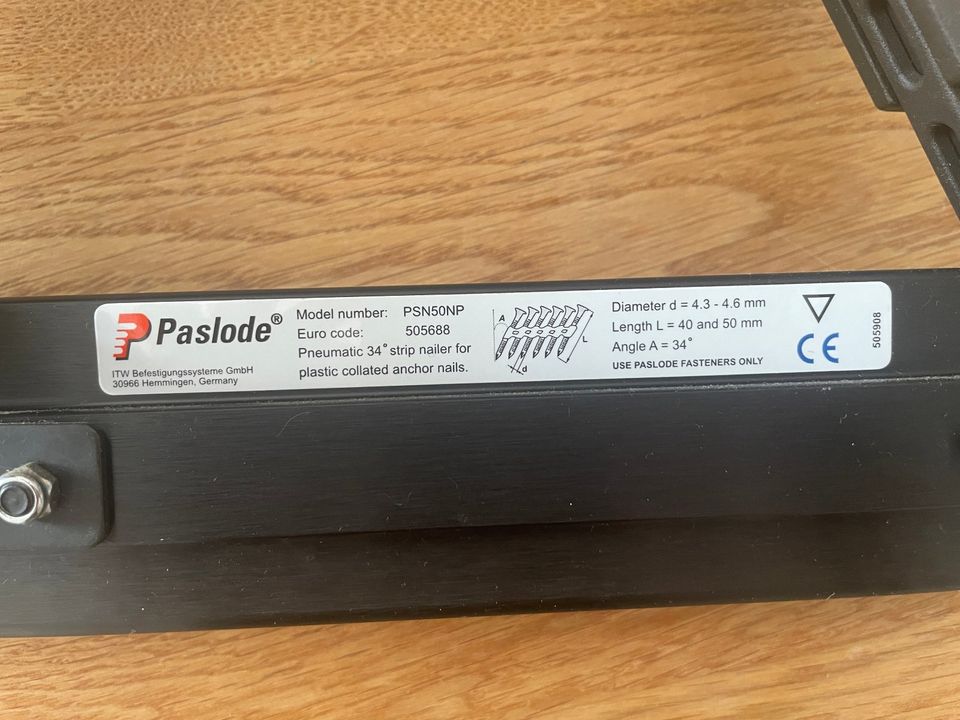 Paslode®
ITW Befestigungssysteme GmbH
30966 Hemmingen, Germany
Model number: PSN50NP
Euro code: 505688
Pneumatic 34° strip nailer for
plastic collated anchor nails.
A
L
d
Diameter d = 4.3 - 4.6 mm
Length L = 40 and 50 mm
Angle A = 34°
USE PASLODE FASTENERS ONLY
CE
505908